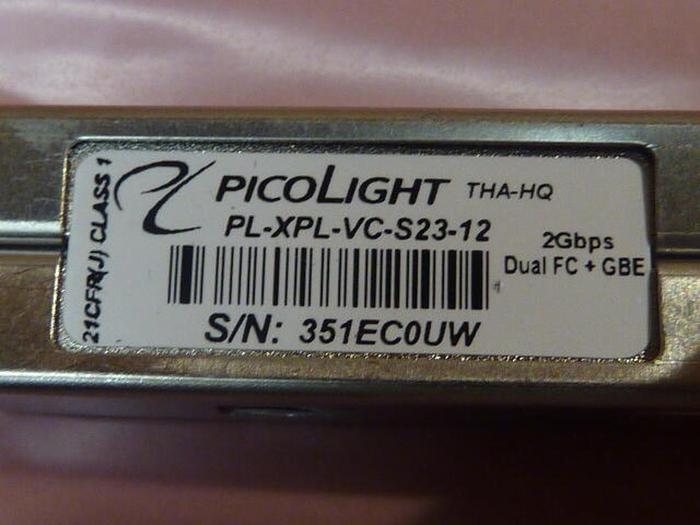 PICOLIGHT THA-HQ
PL-XPL-VC-S23-12
2Gbps
Dual FC + GBE
S/N: 351EC0UW
21CFR(J) CLASS 1